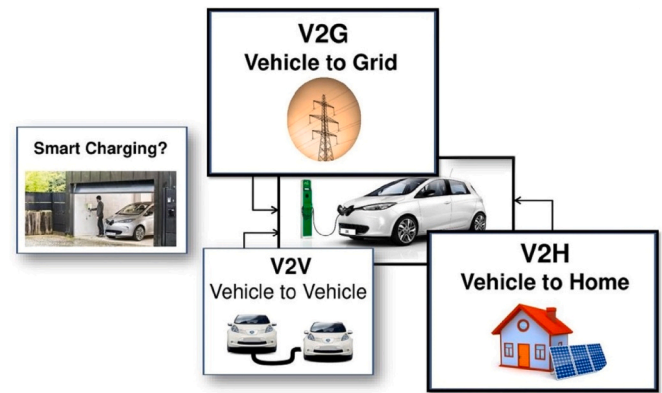 V2G
Vehicle to Grid
Smart Charging?
V2V
Vehicle to Vehicle
V2H
Vehicle to Home